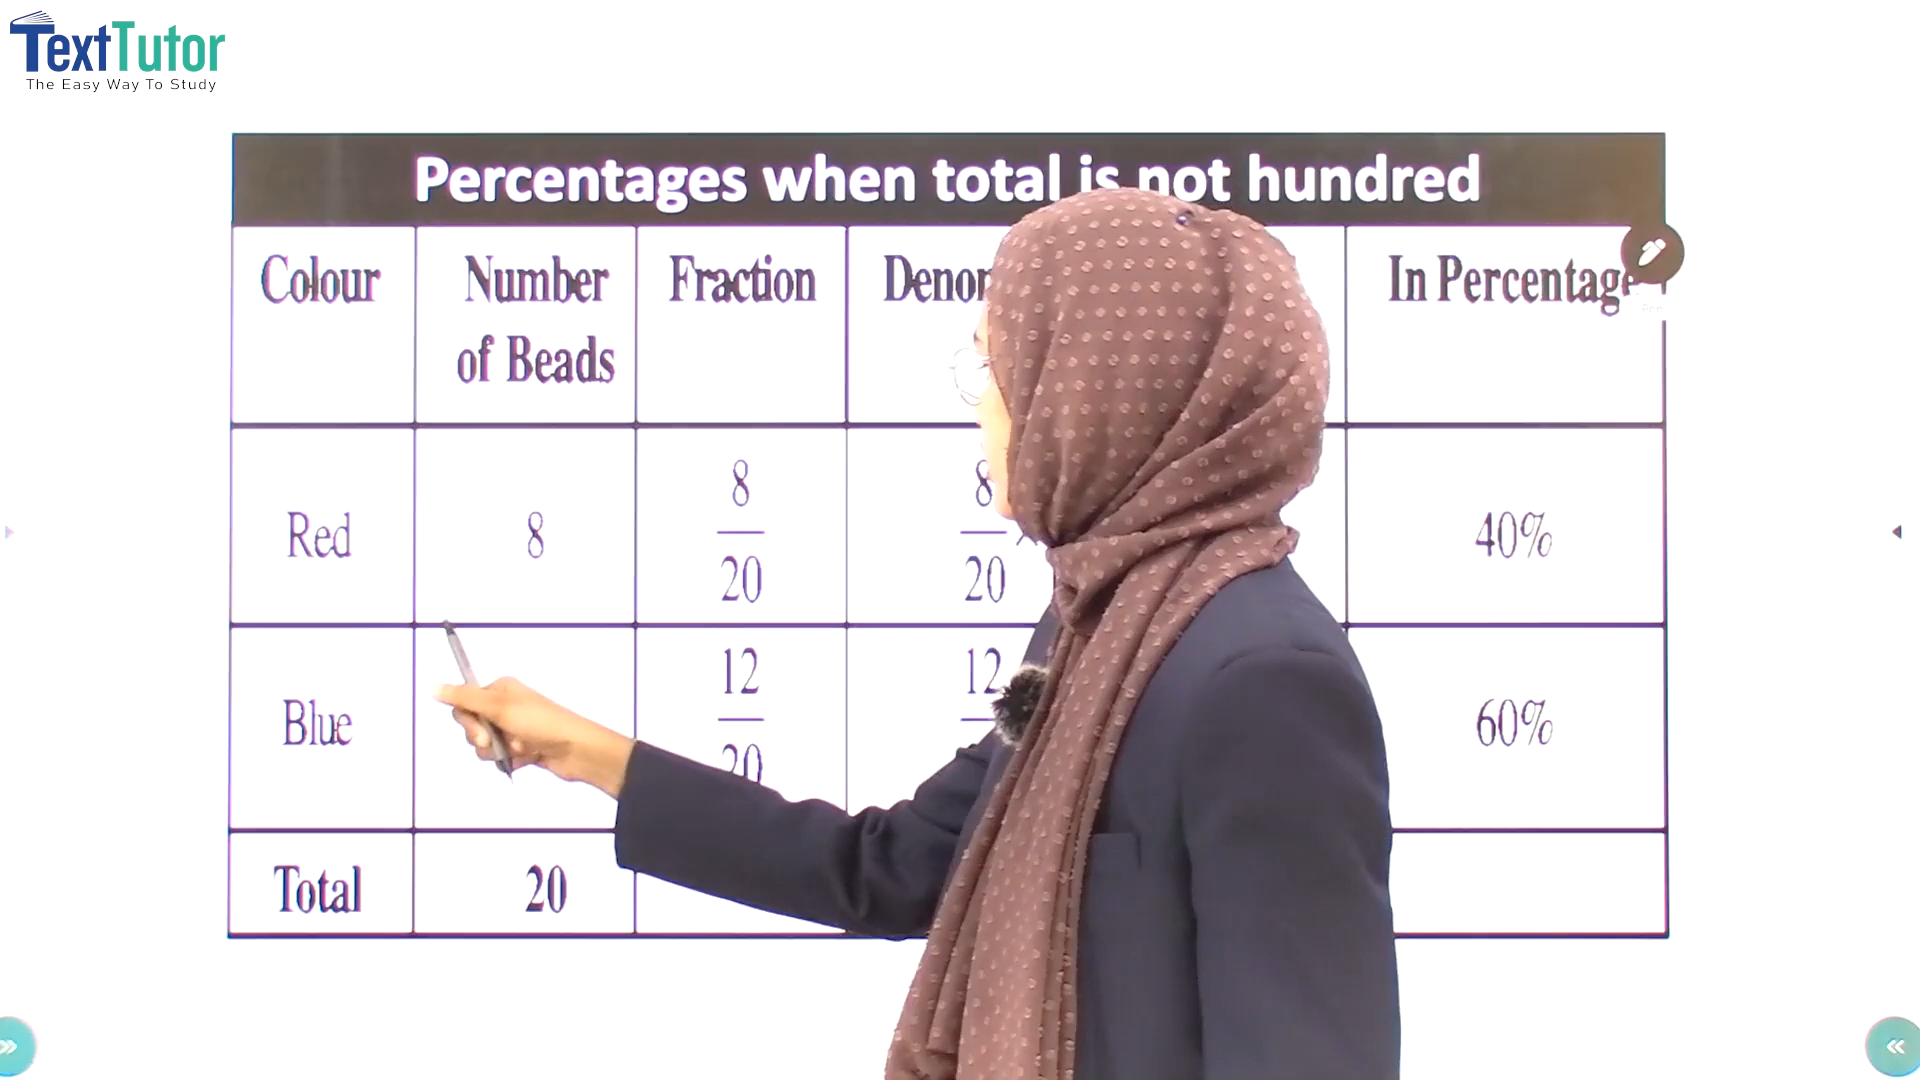 TextTutor
The Easy Way To Study
Percentages when total is not hundred
Colour Number of Beads Fraction In Percentage
Red 8 8/20 8/20 40%
Blue 12/20 12 60%
Total 20